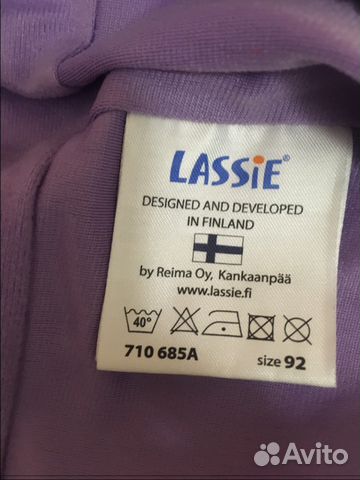 LASSiE®
DESIGNED AND DEVELOPED
IN FINLAND
by Reima Oy, Kankaanpää
www.lassie.fi
40°
710 685A size 92
Avito